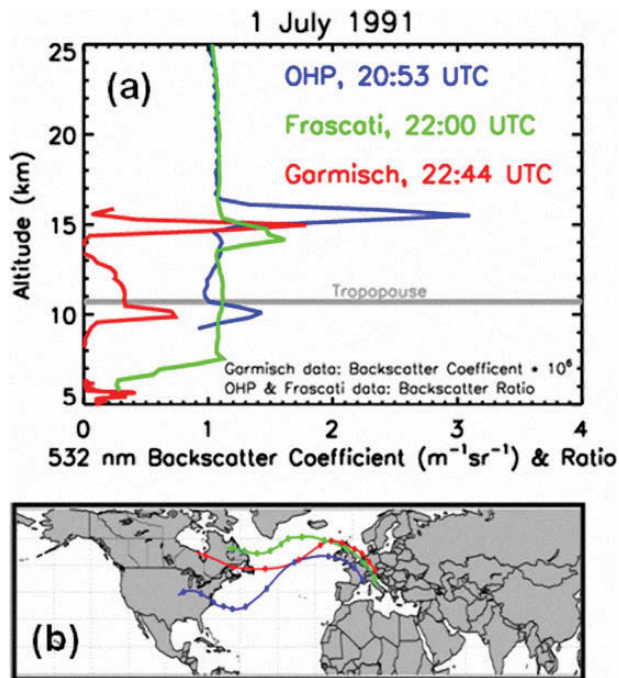 1 July 1991
(a)
OHP, 20:53 UTC
Frascati, 22:00 UTC
Garmisch, 22:44 UTC
Altitude (km)
25
20
15
10
5
Tropopause
Garmisch data: Backscatter Coefficent * 10⁶
OHP & Frascati data: Backscatter Ratio
0 1 2 3 4
532 nm Backscatter Coefficient (m⁻¹sr⁻¹) & Ratio
(b)